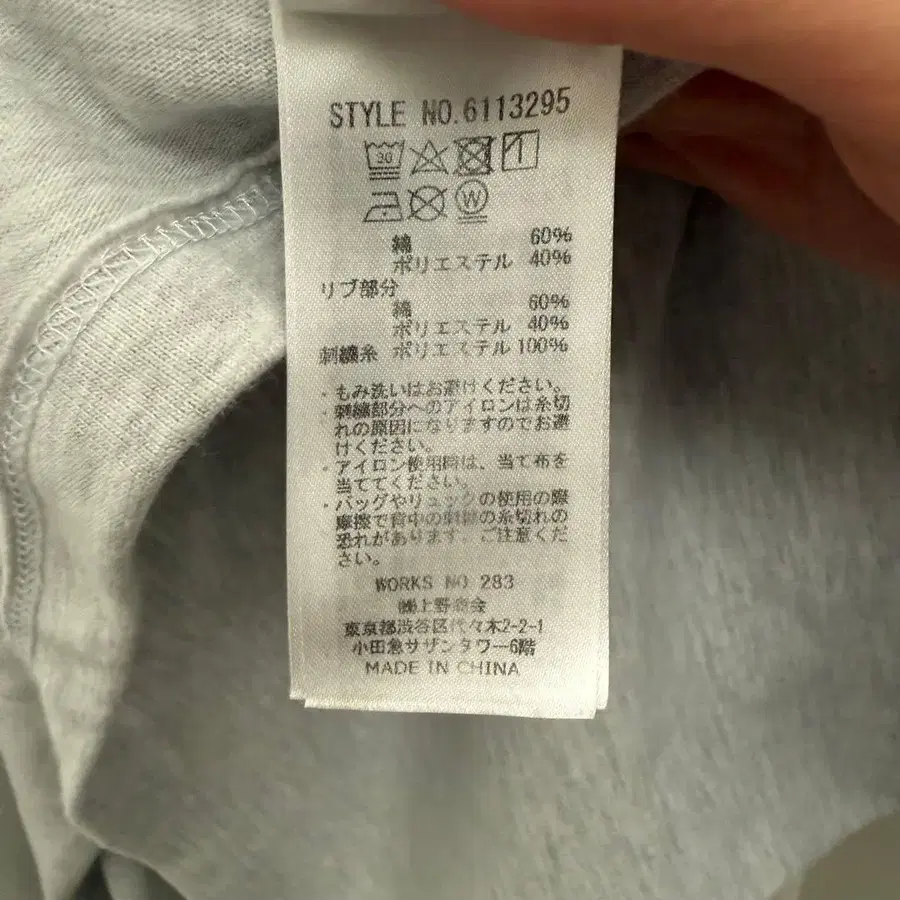 STYLE NO.6113295
30
W
綿 60%
ポリエステル 40%
リブ部分
綿 60%
ポリエステル 40%
刺繍糸 ポリエステル 100%
・もみ洗いはお避けください。
・刺繍部分へのアイロンは糸切
れの原因になりますのでお避
けください。
・アイロン使用時は、当て布を
当ててください。
・バッグやリュックの使用の際
摩擦で背中の刺繍の糸切れの
恐れがあります。ご注意くだ
さい。
WORKS NO 283
㈱上野商会
東京都渋谷区代々木2-2-1
小田急サザンタワー6階
MADE IN CHINA